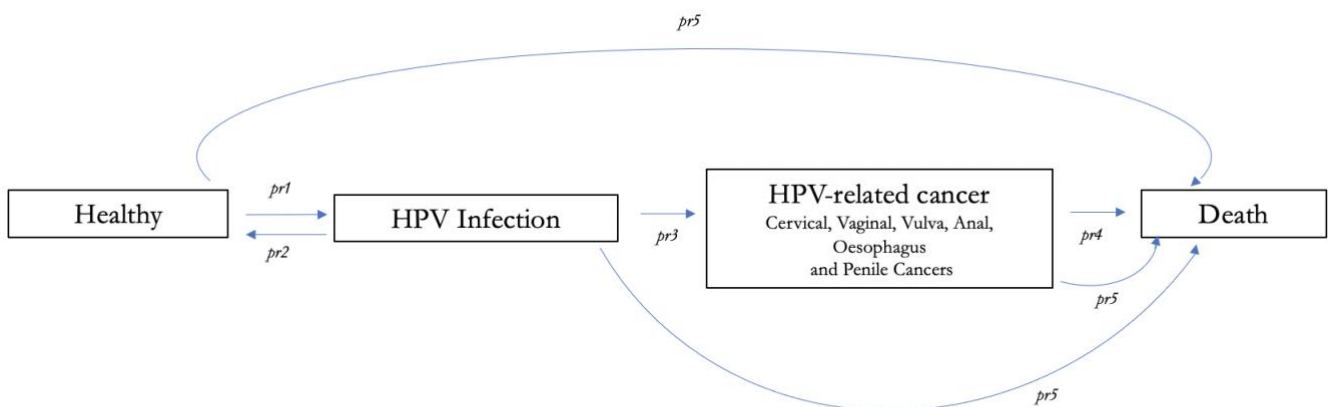 pr5
Healthy
pr1
pr2
HPV Infection
pr3
HPV-related cancer
Cervical, Vaginal, Vulva, Anal,
Oesophagus
and Penile Cancers
pr4
pr5
Death
pr5